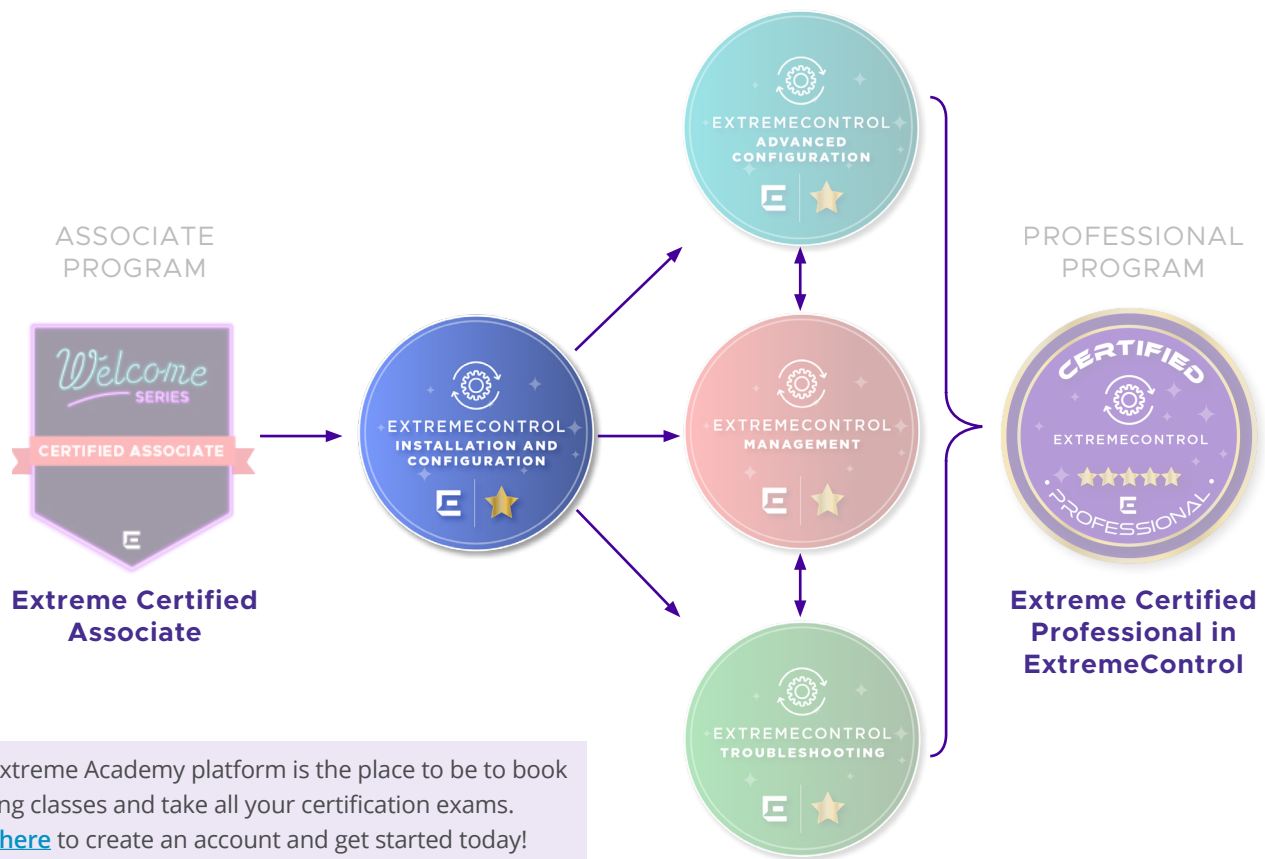 ASSOCIATE
PROGRAM
Welcome
SERIES
CERTIFIED ASSOCIATE
Extreme Certified
Associate
EXTREMECONTROL
INSTALLATION AND
CONFIGURATION
EXTREMECONTROL
ADVANCED
CONFIGURATION
EXTREMECONTROL
MANAGEMENT
EXTREMECONTROL
TROUBLESHOOTING
PROFESSIONAL
PROGRAM
CERTIFIED
EXTREMECONTROL
PROFESSIONAL
Extreme Certified
Professional in
ExtremeControl
xtreme Academy platform is the place to be to book
ng classes and take all your certification exams.
here to create an account and get started today!